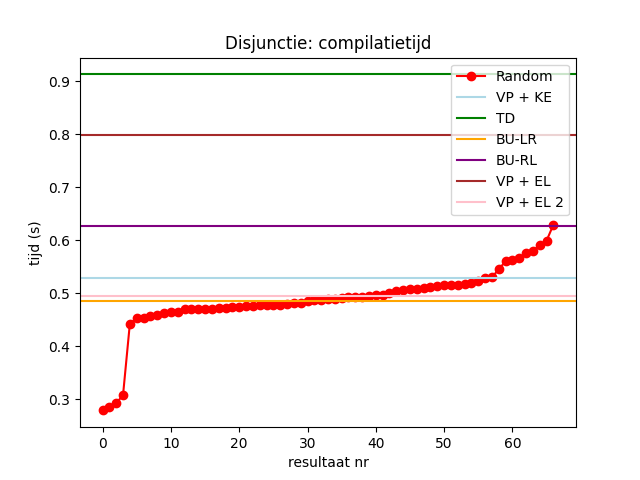 Disjunctie: compilatietijd
tijd (s)
0.9
0.8
0.7
0.6
0.5
0.4
0.3
Random
VP + KE
TD
BU-LR
BU-RL
VP + EL
VP + EL 2
0 10 20 30 40 50 60
resultaat nr